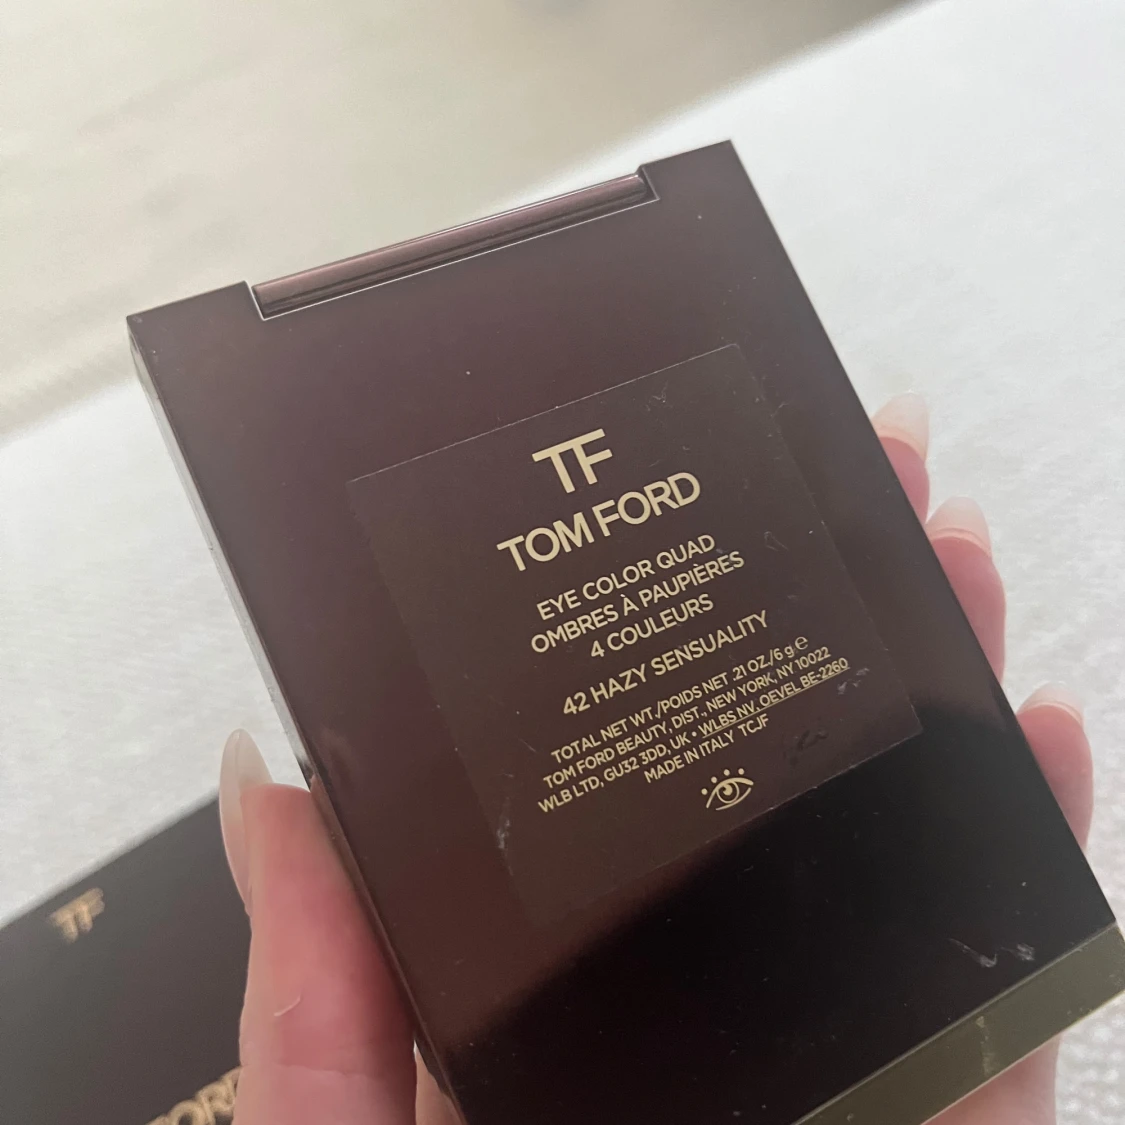 TF
TOM FORD
EYE COLOR QUAD
OMBRES À PAUPIÈRES
4 COULEURS
42 HAZY SENSUALITY
TOTAL NET WT./POIDS NET .21 OZ./6 g ℮
TOM FORD BEAUTY, DIST., NEW YORK, NY 10022
WLB LTD, GU32 3DD, UK • WLBS NV, OEVEL BE-2260
MADE IN ITALY TCJF
TF
FORD